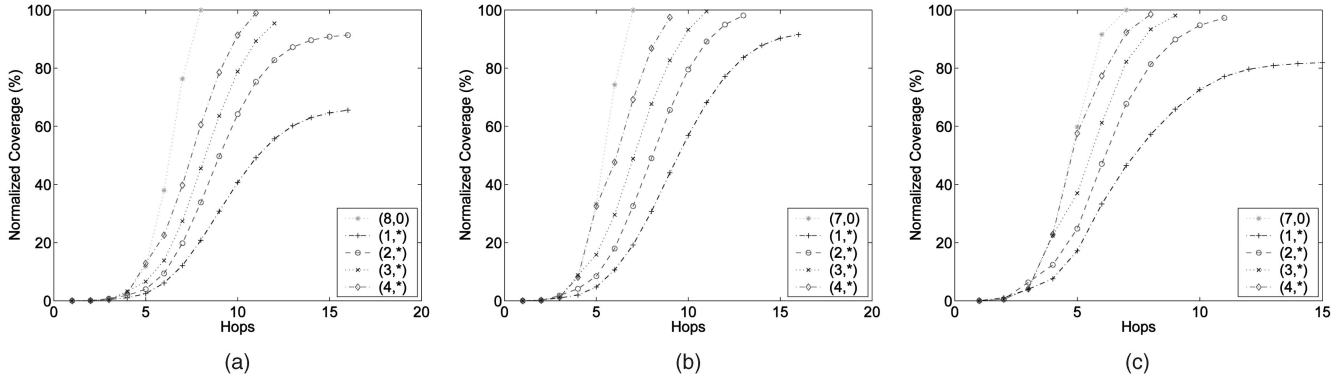 Normalized Coverage (%)
100
80
60
40
20
0
0 5 10 15 20
Hops
(8,0)
(1,*)
(2,*)
(3,*)
(4,*)
(a)
Normalized Coverage (%)
100
80
60
40
20
0
0 5 10 15 20
Hops
(7,0)
(1,*)
(2,*)
(3,*)
(4,*)
(b)
Normalized Coverage (%)
100
80
60
40
20
0
0 5 10 15
Hops
(7,0)
(1,*)
(2,*)
(3,*)
(4,*)
(c)